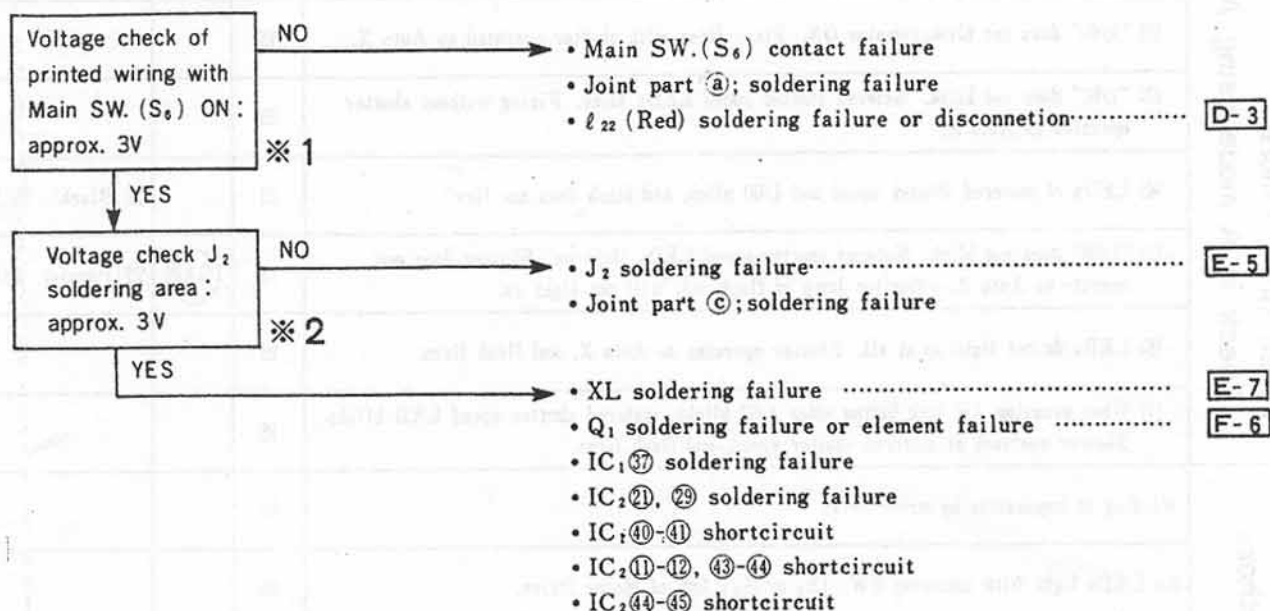 Voltage check of
printed wiring with
Main SW. (S₆) ON :
approx. 3V
※1
NO
• Main SW. (S₆) contact failure
• Joint part ⓐ; soldering failure
• ℓ₂₂ (Red) soldering failure or disconnetion D-3
YES
Voltage check J₂
soldering area :
approx. 3V
※2
NO
• J₂ soldering failure E-5
• Joint part ⓒ; soldering failure
YES
• XL soldering failure E-7
• Q₁ soldering failure or element failure F-6
• IC₁㊲ soldering failure
• IC₂㉑, ㉙ soldering failure
• IC₁㊵-㊶ shortcircuit
• IC₂⑪-⑫, ㊸-㊹ shortcircuit
• IC₂㊹-㊺ shortcircuit